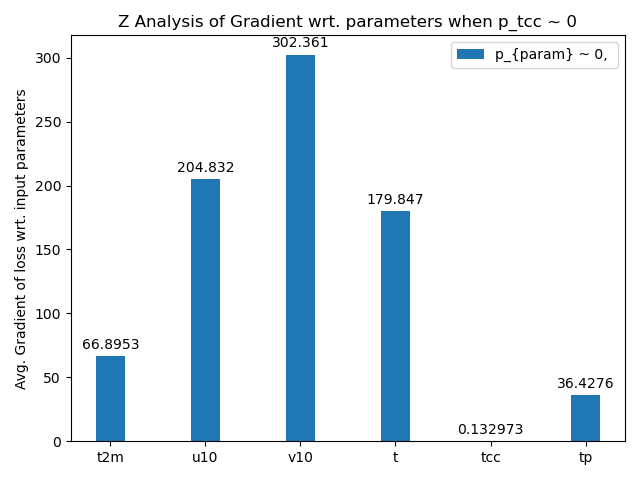 Z Analysis of Gradient wrt. parameters when p_tcc ~ 0
p_{param} ~ 0,
Avg. Gradient of loss wrt. input parameters
300
250
200
150
100
50
0
66.8953
204.832
302.361
179.847
0.132973
36.4276
t2m
u10
v10
t
tcc
tp